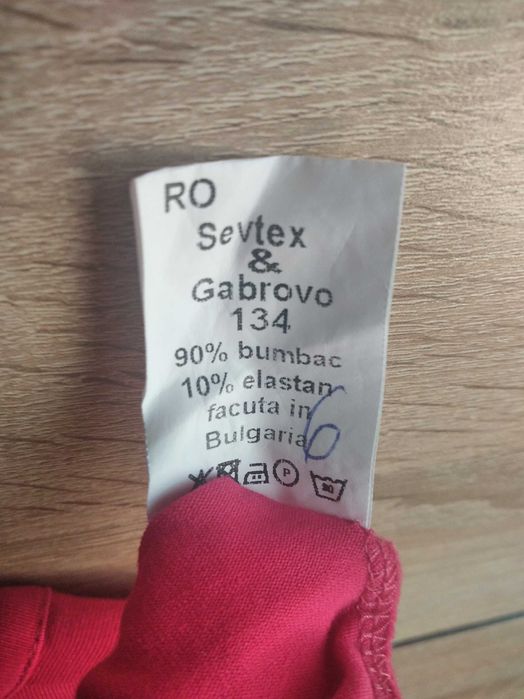 RO
Sevtex
&
Gabrovo
134
90% bumbac
10% elastan
facuta in
Bulgaria
6
P